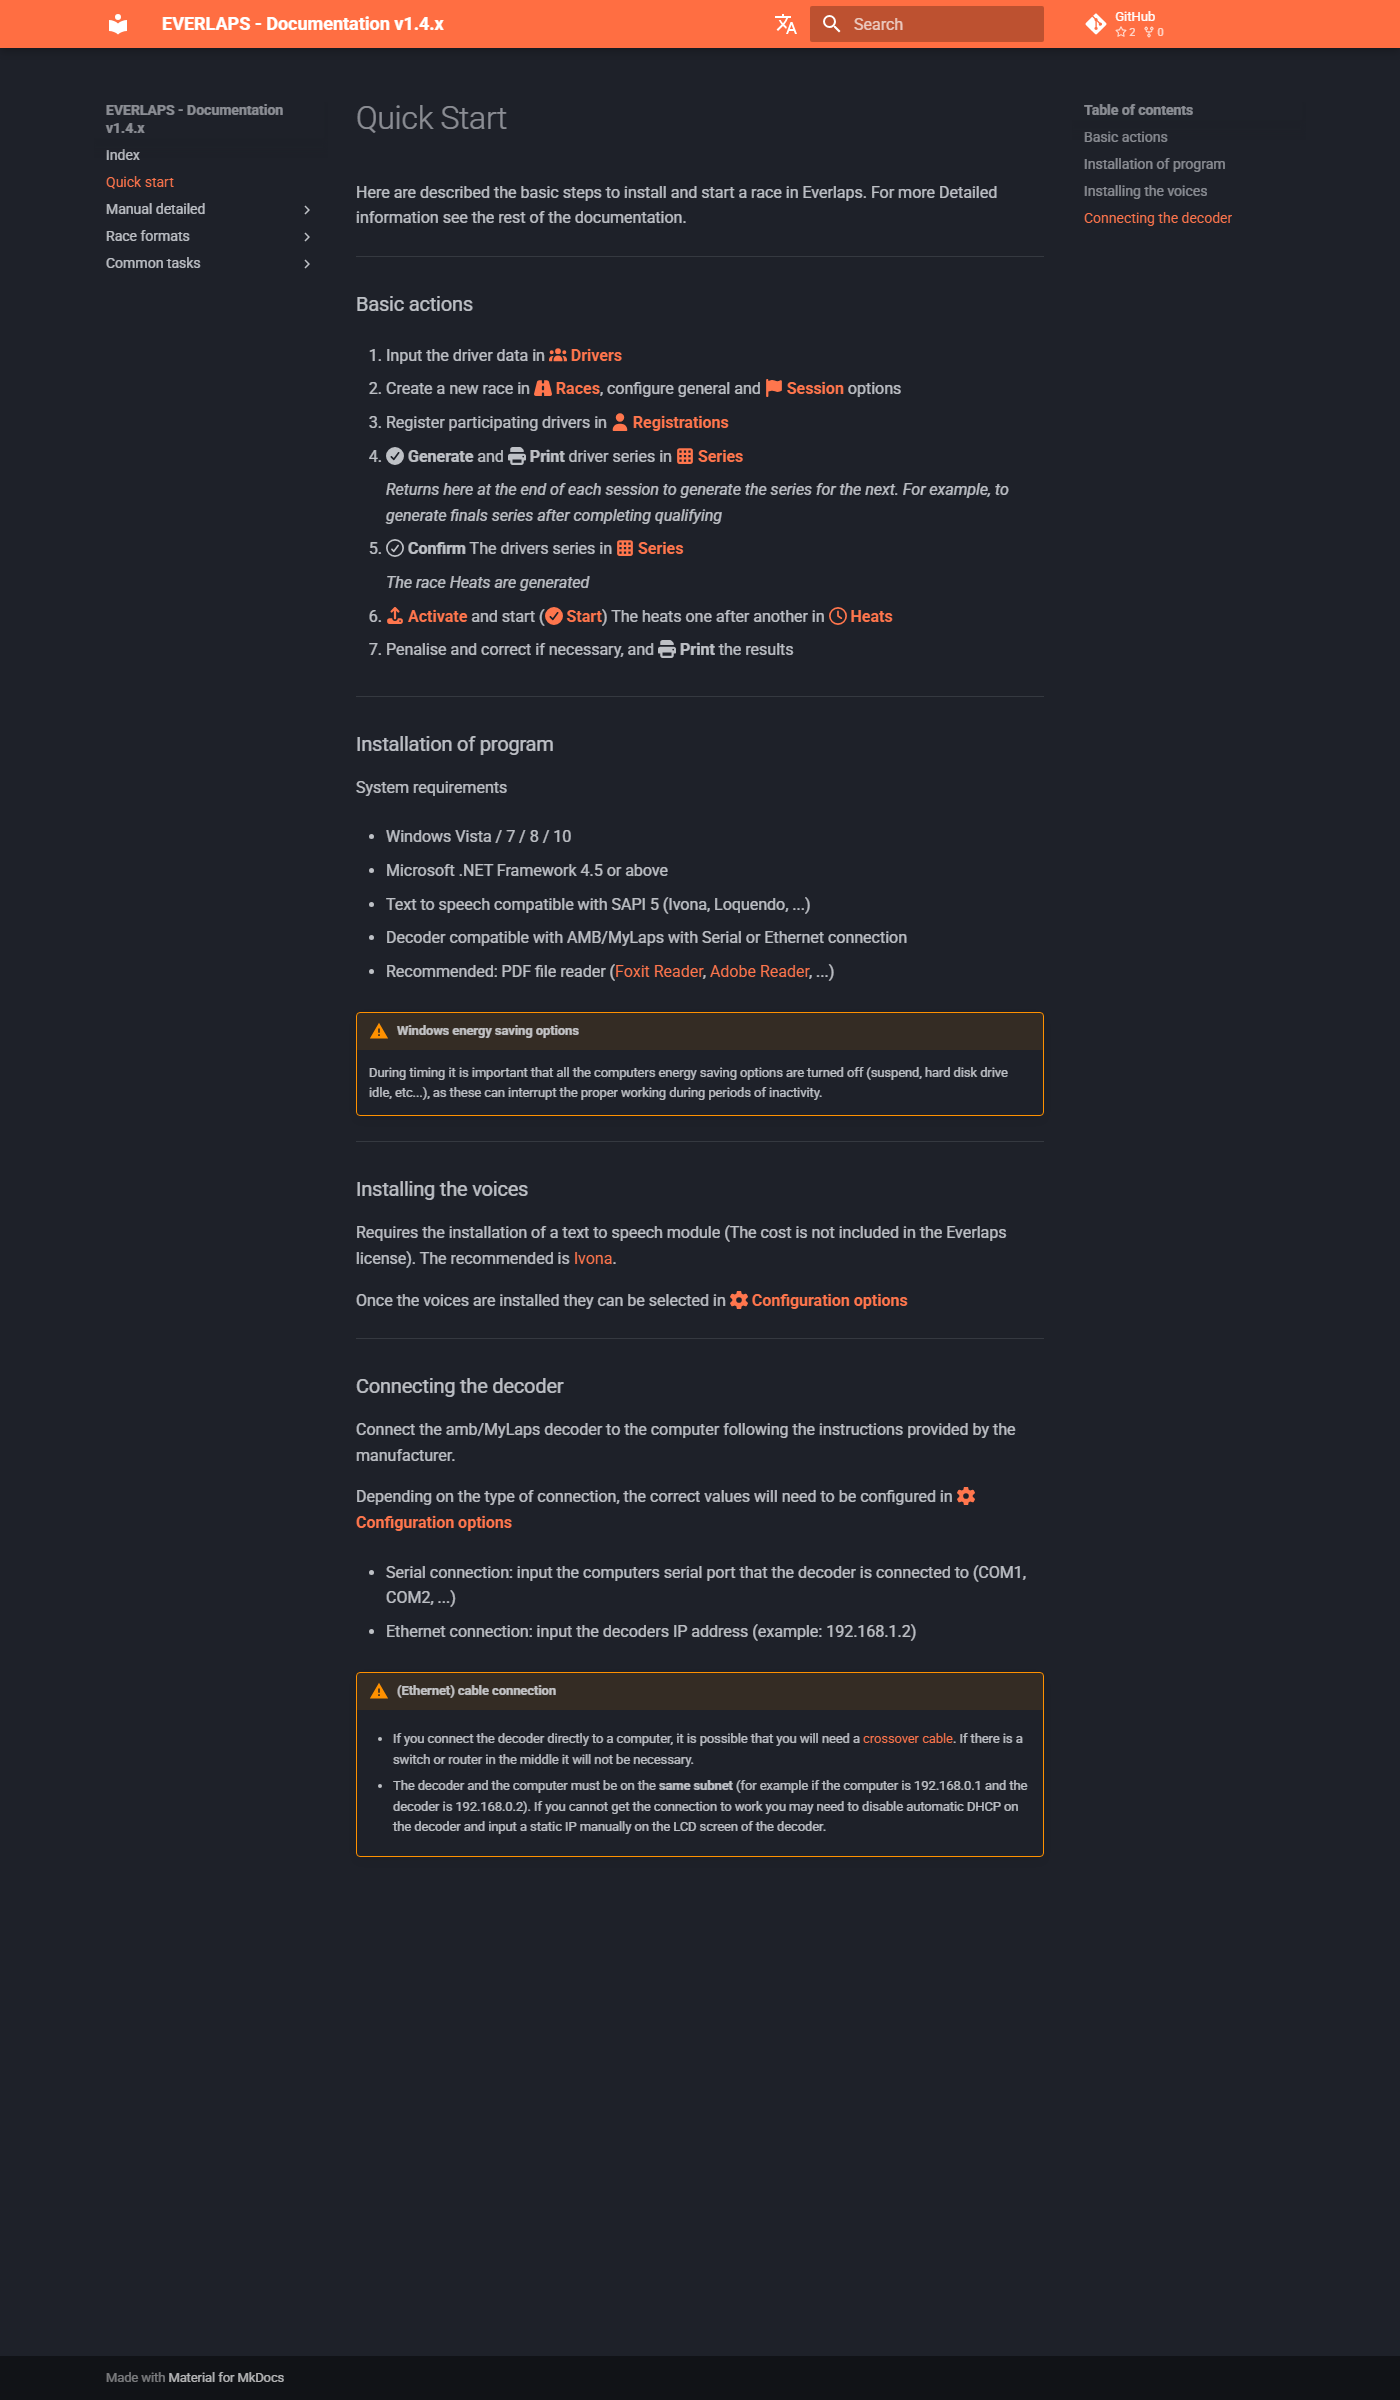 EVERLAPS - Documentation v1.4.x
Search
GitHub
2 0
EVERLAPS - Documentation
v1.4.x
Index
Quick start
Manual detailed
Race formats
Common tasks
Quick Start
Here are described the basic steps to install and start a race in Everlaps. For more Detailed
information see the rest of the documentation.
Basic actions
1. Input the driver data in Drivers
2. Create a new race in Races, configure general and Session options
3. Register participating drivers in Registrations
4. Generate and Print driver series in Series
Returns here at the end of each session to generate the series for the next. For example, to
generate finals series after completing qualifying
5. Confirm The drivers series in Series
The race Heats are generated
6. Activate and start (Start) The heats one after another in Heats
7. Penalise and correct if necessary, and Print the results
Installation of program
System requirements
• Windows Vista / 7 / 8 / 10
• Microsoft .NET Framework 4.5 or above
• Text to speech compatible with SAPI 5 (Ivona, Loquendo, ...)
• Decoder compatible with AMB/MyLaps with Serial or Ethernet connection
• Recommended: PDF file reader (Foxit Reader, Adobe Reader, ...)
Windows energy saving options
During timing it is important that all the computers energy saving options are turned off (suspend, hard disk drive
idle, etc...), as these can interrupt the proper working during periods of inactivity.
Installing the voices
Requires the installation of a text to speech module (The cost is not included in the Everlaps
license). The recommended is Ivona.
Once the voices are installed they can be selected in Configuration options
Connecting the decoder
Connect the amb/MyLaps decoder to the computer following the instructions provided by the
manufacturer.
Depending on the type of connection, the correct values will need to be configured in
Configuration options
• Serial connection: input the computers serial port that the decoder is connected to (COM1,
COM2, ...)
• Ethernet connection: input the decoders IP address (example: 192.168.1.2)
(Ethernet) cable connection
• If you connect the decoder directly to a computer, it is possible that you will need a crossover cable. If there is a
switch or router in the middle it will not be necessary.
• The decoder and the computer must be on the same subnet (for example if the computer is 192.168.0.1 and the
decoder is 192.168.0.2). If you cannot get the connection to work you may need to disable automatic DHCP on
the decoder and input a static IP manually on the LCD screen of the decoder.
Table of contents
Basic actions
Installation of program
Installing the voices
Connecting the decoder
Made with Material for MkDocs